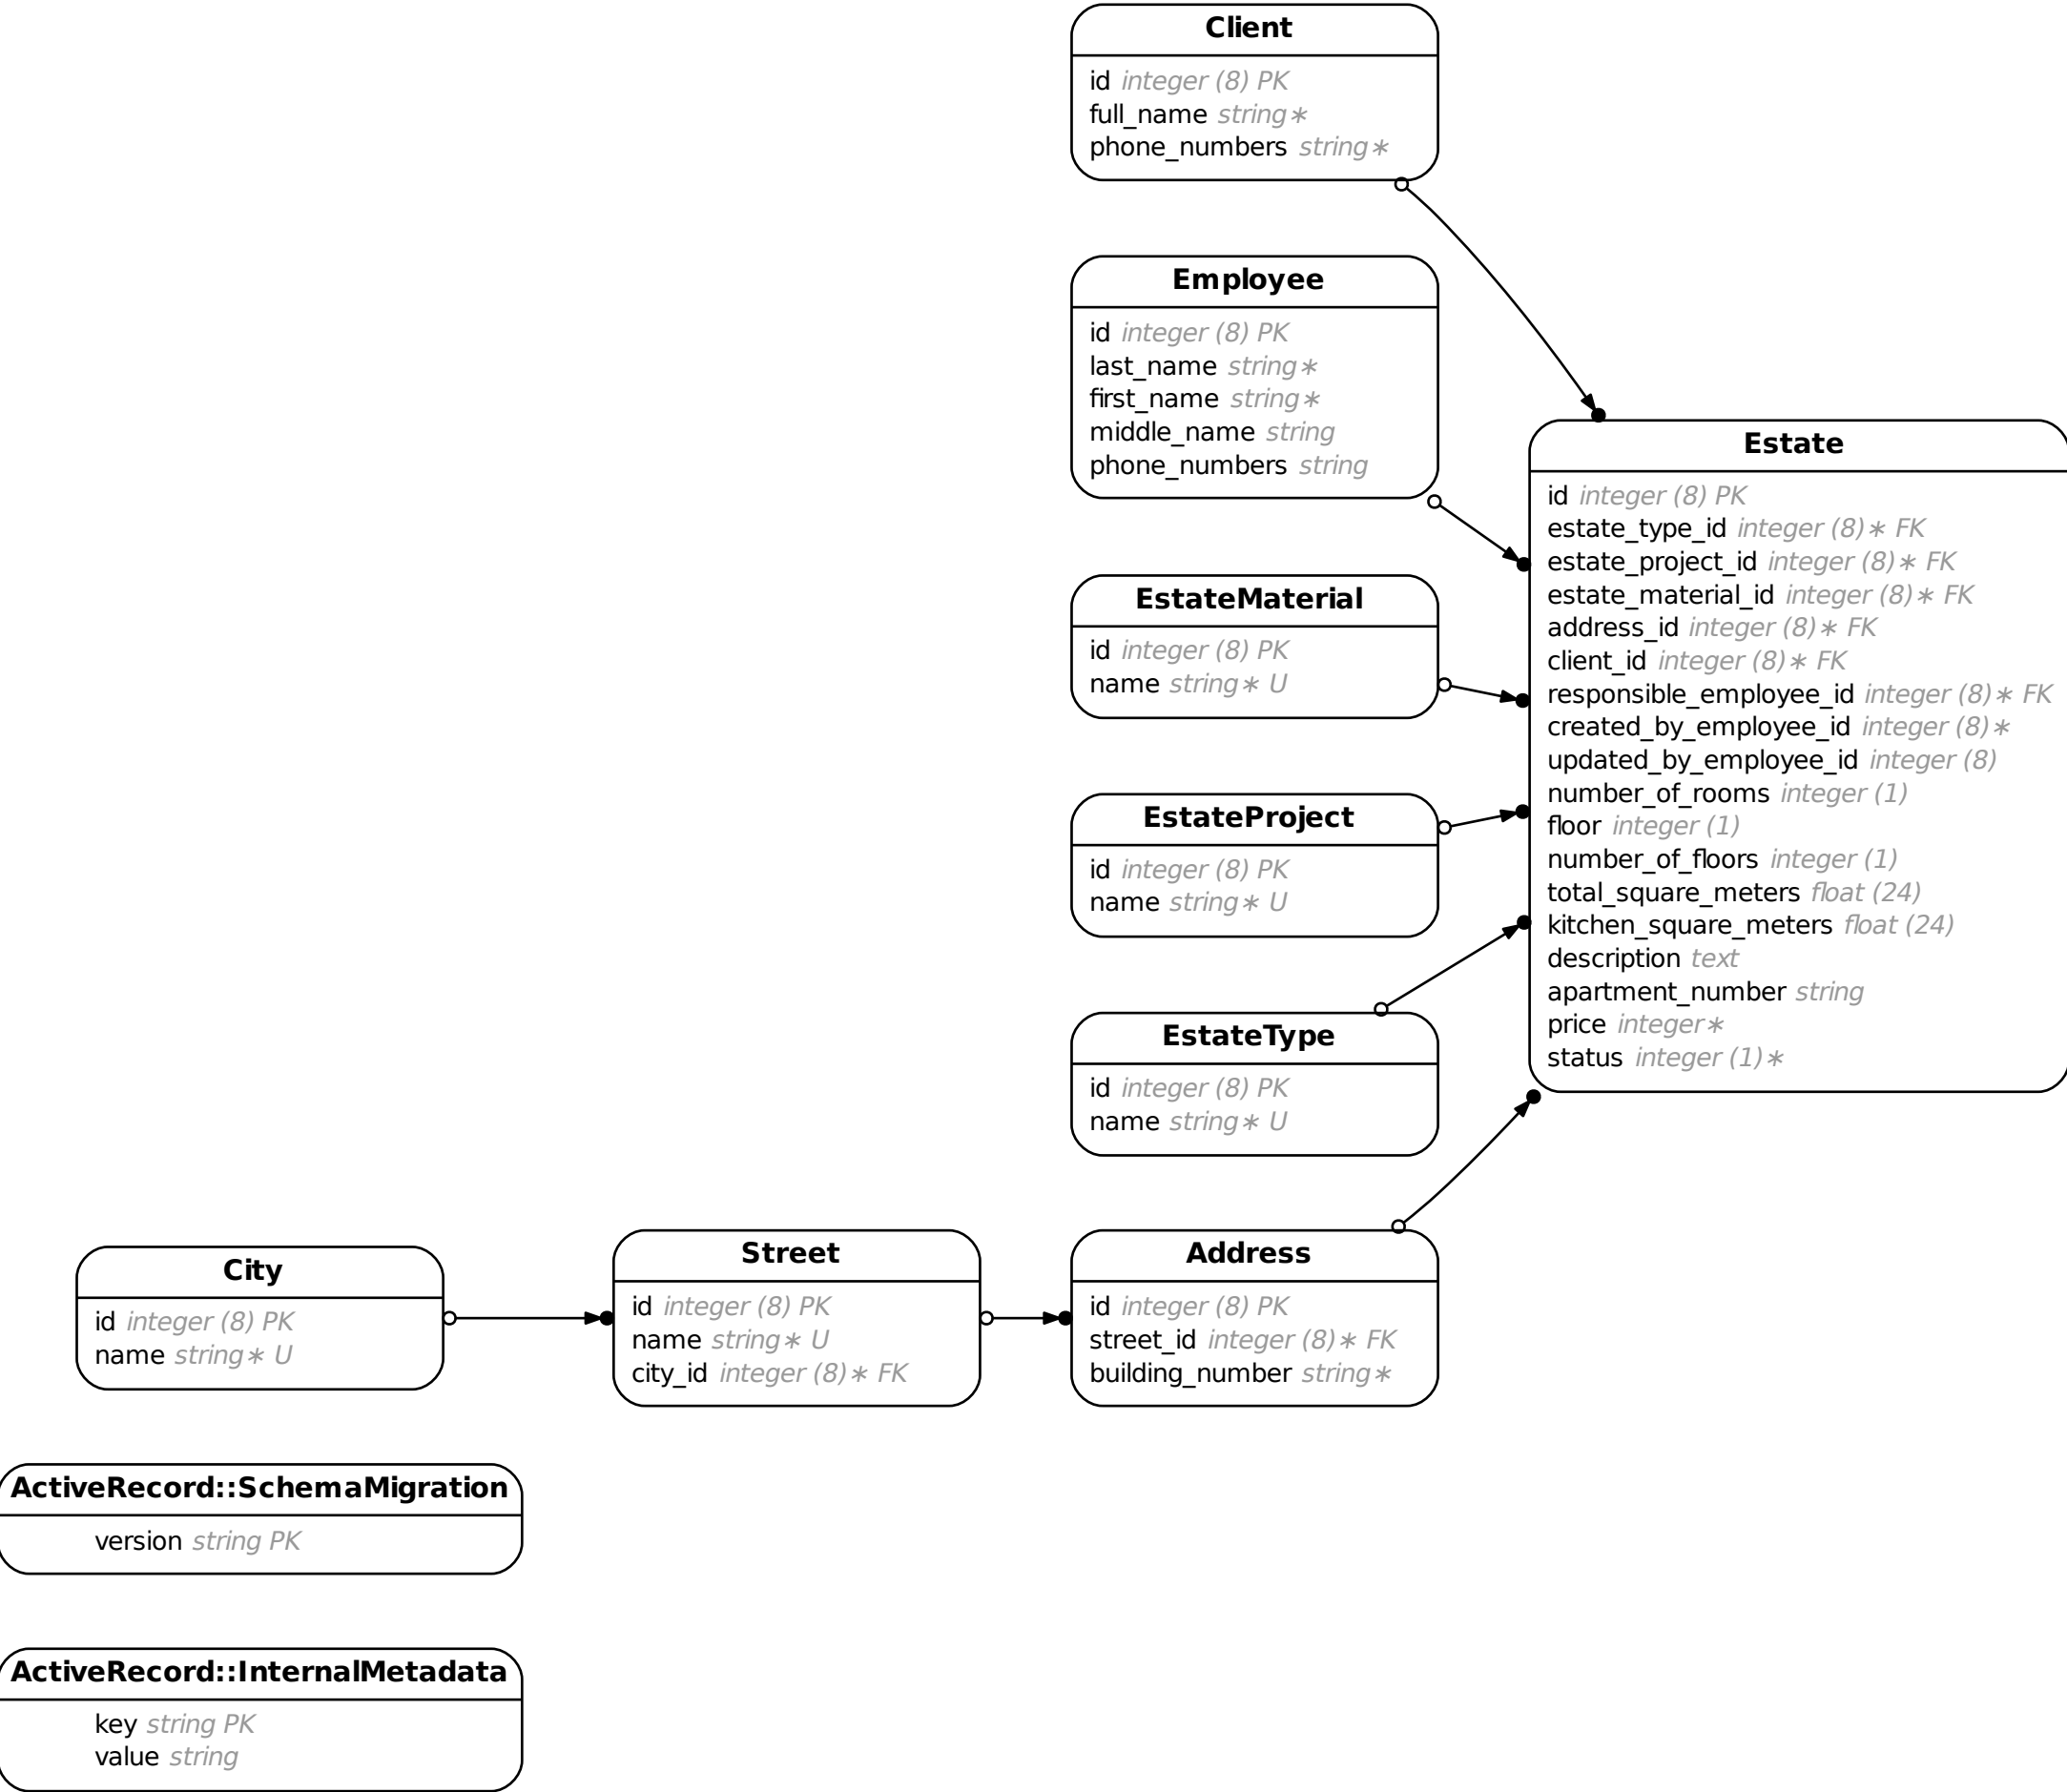 Client
id integer (8) PK
full_name string∗
phone_numbers string∗
Employee
id integer (8) PK
last_name string∗
first_name string∗
middle_name string
phone_numbers string
Estate
id integer (8) PK
estate_type_id integer (8)∗ FK
estate_project_id integer (8)∗ FK
estate_material_id integer (8)∗ FK
address_id integer (8)∗ FK
client_id integer (8)∗ FK
responsible_employee_id integer (8)∗ FK
created_by_employee_id integer (8)∗
updated_by_employee_id integer (8)
number_of_rooms integer (1)
floor integer (1)
number_of_floors integer (1)
total_square_meters float (24)
kitchen_square_meters float (24)
description text
apartment_number string
price integer∗
status integer (1)∗
EstateMaterial
id integer (8) PK
name string∗ U
EstateProject
id integer (8) PK
name string∗ U
EstateType
id integer (8) PK
name string∗ U
City
id integer (8) PK
name string∗ U
Street
id integer (8) PK
name string∗ U
city_id integer (8)∗ FK
Address
id integer (8) PK
street_id integer (8)∗ FK
building_number string∗
ActiveRecord::SchemaMigration
version string PK
ActiveRecord::InternalMetadata
key string PK
value string